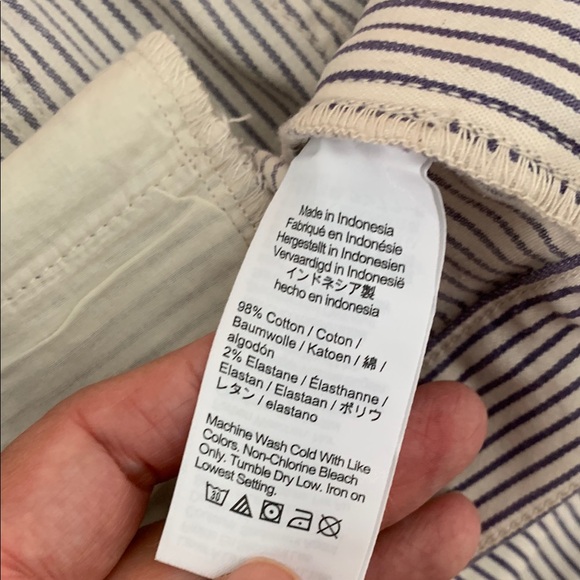 Made in Indonesia
Fabriqué en Indonésie
Hergestellt in Indonesien
Vervaardigd in Indonesië
インドネシア製
hecho en indonesia
98% Cotton / Coton /
Baumwolle / Katoen / 綿 /
algodón
2% Elastane / Élasthanne /
Elastan / Elastaan / ポリウ
レタン / elastano
Machine Wash Cold With Like
Colors. Non-Chlorine Bleach
Only. Tumble Dry Low. Iron on
Lowest Setting.
30